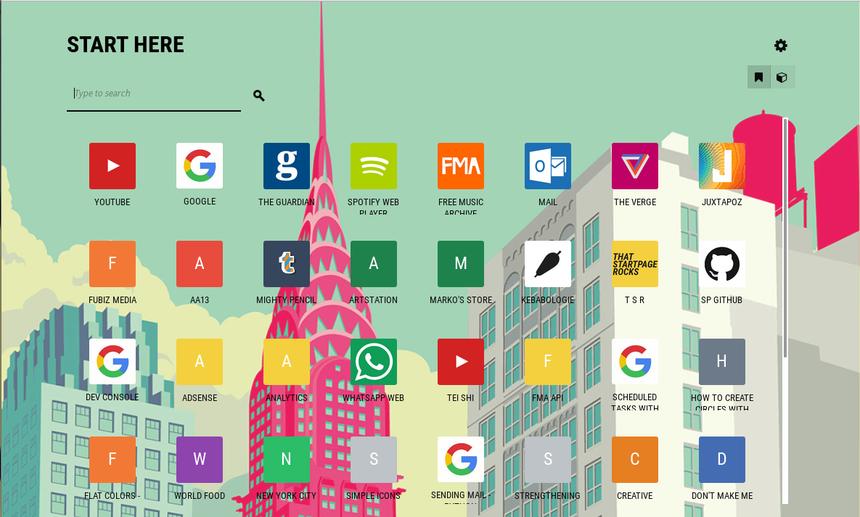 START HERE
Type to search
g
FMA
O
J
YOUTUBE
GOOGLE
THE GUARDIAN
SPOTIFY WEB
PLAYER
FREE MUSIC
ARCHIVE
MAIL
THE VERGE
JUXTAPOZ
F
A
t
A
M
THAT
STARTPAGE
ROCKS
FUBIZ MEDIA
AA13
MIGHTY PENCIL
ARTSTATION
MARKO'S STORE
KEBABOLOGIE
T S R
SP GITHUB
G
A
A
F
G
H
DEV CONSOLE
ADSENSE
ANALYTICS
WHATSAPP WEB
TEI SHI
FMA API
SCHEDULED
TASKS WITH
HOW TO CREATE
CIRCLES WITH
F
W
N
S
G
S
C
D
FLAT COLORS -
WORLD FOOD
NEW YORK CITY
SIMPLE ICONS
SENDING MAIL -
PYTHON
STRENGTHENING
CREATIVE
DON'T MAKE ME